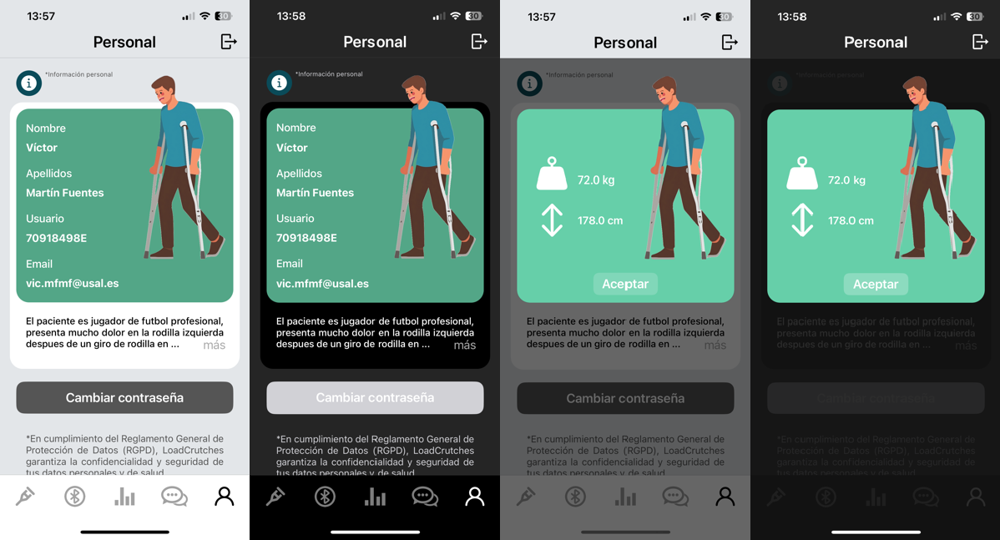 13:57
30
Personal
*Información personal
Nombre
Víctor
Apellidos
Martín Fuentes
Usuario
70918498E
Email
vic.mfmf@usal.es
El paciente es jugador de futbol profesional,
presenta mucho dolor en la rodilla izquierda
despues de un giro de rodilla en ... más
Cambiar contraseña
*En cumplimiento del Reglamento General de
Protección de Datos (RGPD), LoadCrutches
garantiza la confidencialidad y seguridad de
tus datos personales y de salud.
13:58
30
Personal
*Información personal
Nombre
Víctor
Apellidos
Martín Fuentes
Usuario
70918498E
Email
vic.mfmf@usal.es
El paciente es jugador de futbol profesional,
presenta mucho dolor en la rodilla izquierda
despues de un giro de rodilla en ... más
Cambiar contraseña
*En cumplimiento del Reglamento General de
Protección de Datos (RGPD), LoadCrutches
garantiza la confidencialidad y seguridad de
tus datos personales y de salud.
13:57
30
Personal
*Información personal
72.0 kg
178.0 cm
Aceptar
El paciente es jugador de futbol profesional,
presenta mucho dolor en la rodilla izquierda
despues de un giro de rodilla en ... más
Cambiar contraseña
*En cumplimiento del Reglamento General de
Protección de Datos (RGPD), LoadCrutches
garantiza la confidencialidad y seguridad de
tus datos personales y de salud.
13:58
30
Personal
*Información personal
72.0 kg
178.0 cm
Aceptar
El paciente es jugador de futbol profesional,
presenta mucho dolor en la rodilla izquierda
despues de un giro de rodilla en ... más
Cambiar contraseña
*En cumplimiento del Reglamento General de
Protección de Datos (RGPD), LoadCrutches
garantiza la confidencialidad y seguridad de
tus datos personales y de salud.